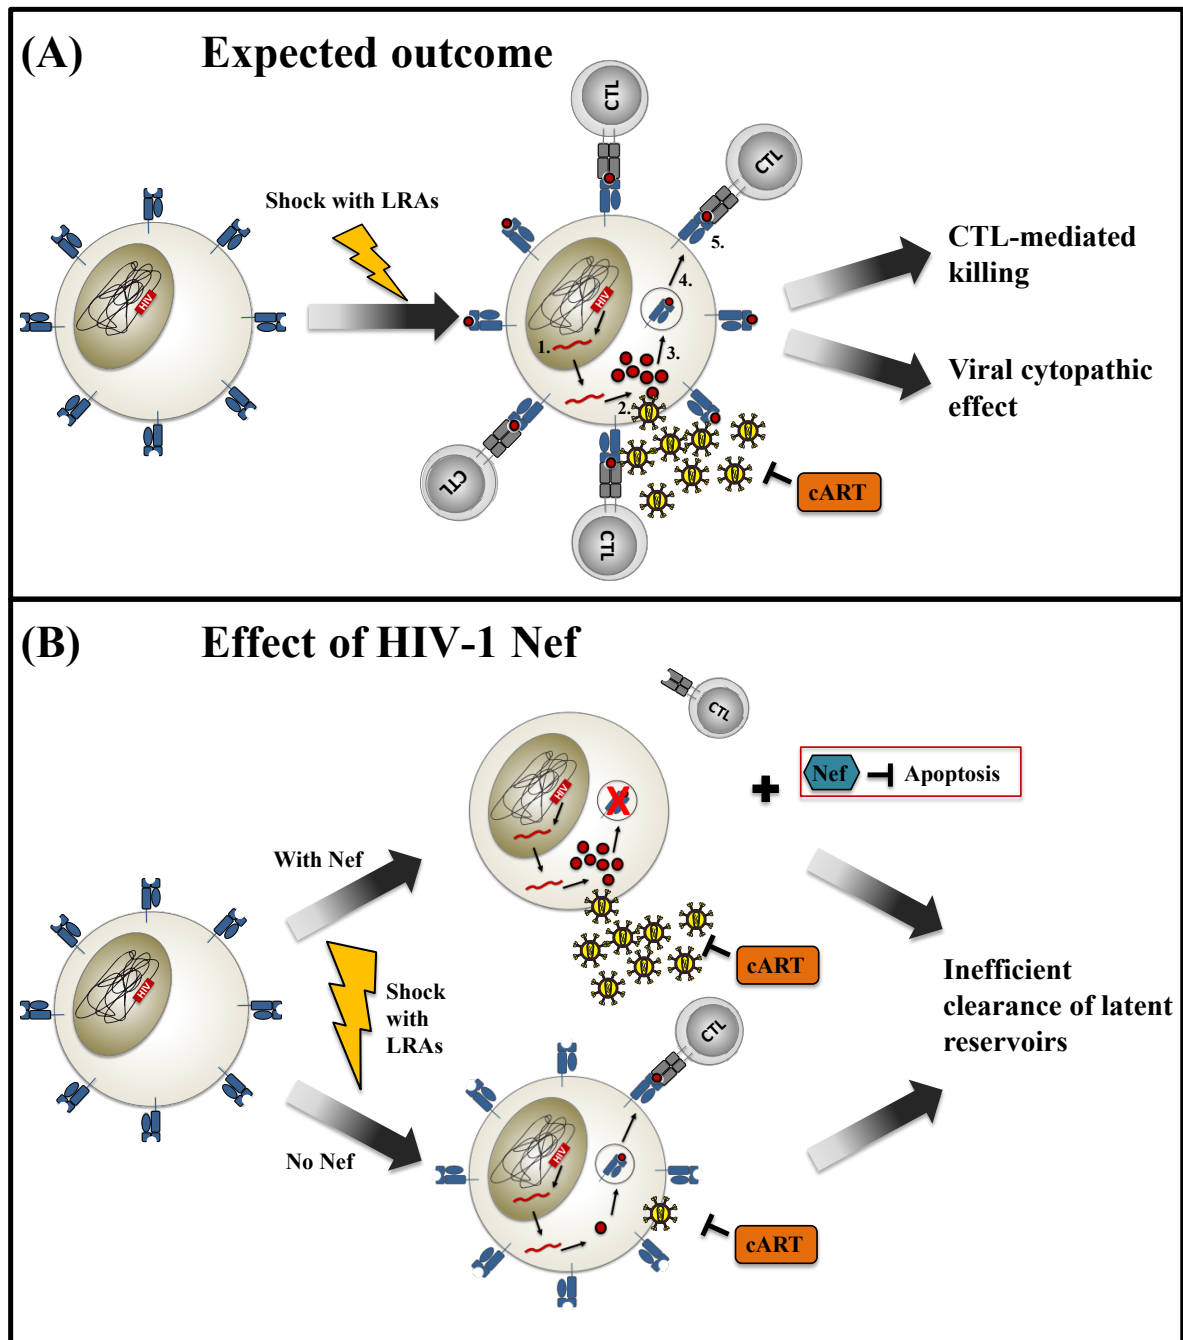 (A) Expected outcome
CTL
CTL
Shock with LRAs
HIV
HIV
1.
2.
3.
4.
5.
CTL
CTL
cART
CTL-mediated
killing
Viral cytopathic
effect
(B) Effect of HIV-1 Nef
CTL
Nef
Apoptosis
HIV
With Nef
cART
HIV
Shock
with
LRAs
No Nef
CTL
HIV
cART
Inefficient
clearance of latent
reservoirs